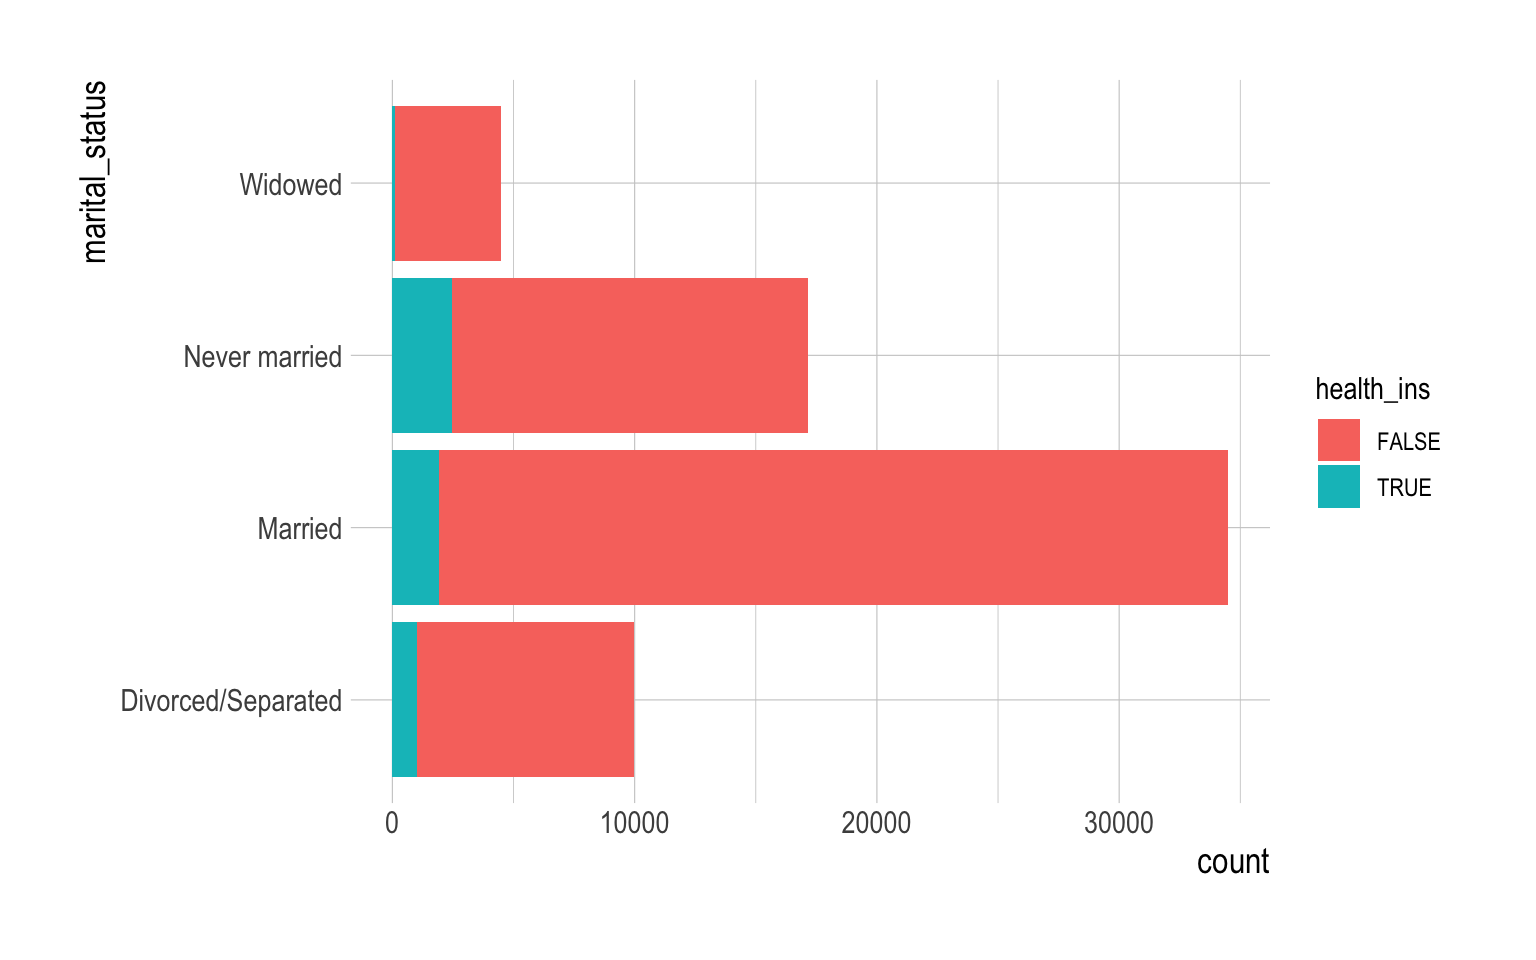 marital_status
Widowed
Never married
Married
Divorced/Separated
0 10000 20000 30000
count
health_ins
FALSE
TRUE